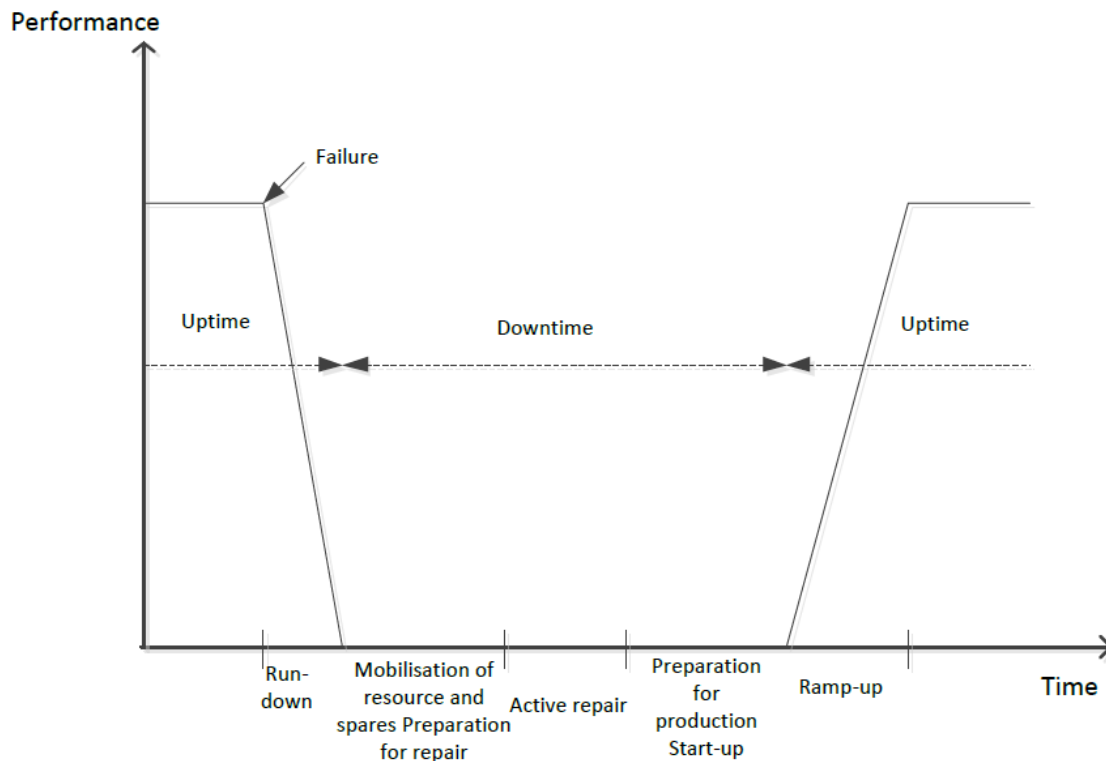 Performance
Failure
Uptime
Downtime
Uptime
Run-
down
Mobilisation of
resource and
spares Preparation
for repair
Active repair
Preparation
for
production
Start-up
Ramp-up
Time